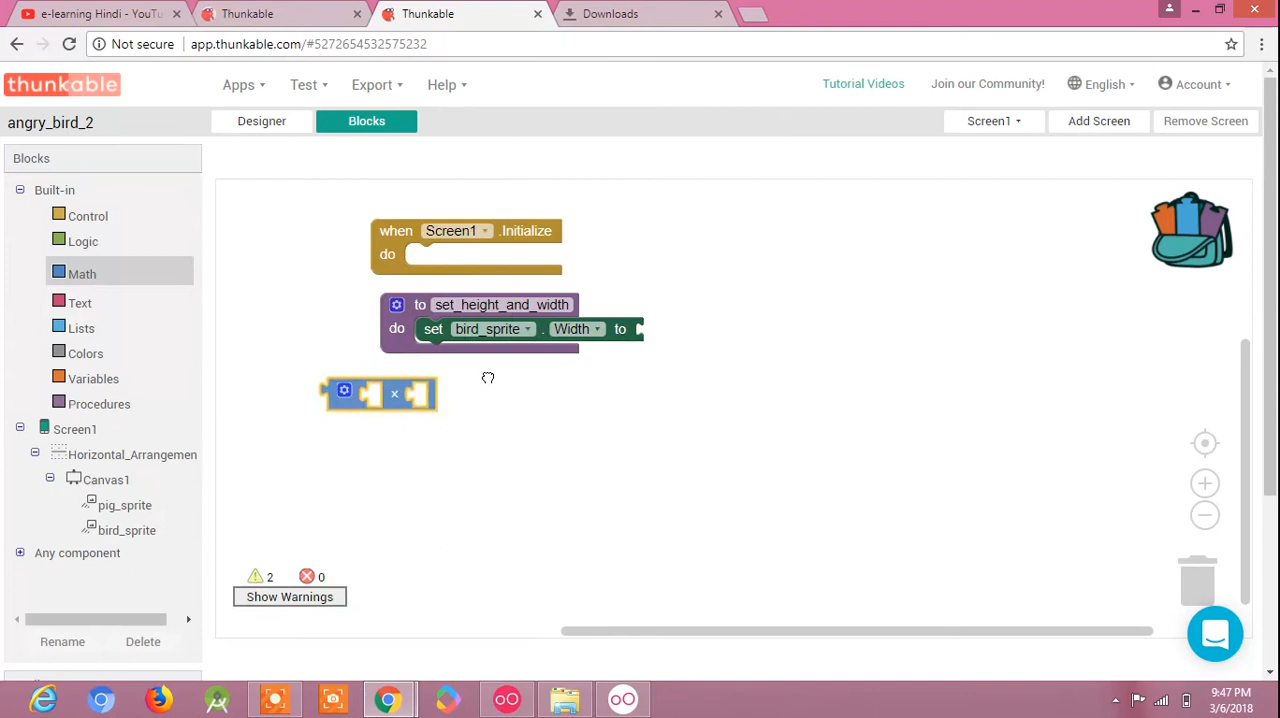 e-learning Hindi - YouTu
Thunkable
Thunkable
Downloads
Not secure
app.thunkable.com/#5272654532575232
thunkable
Apps
Test
Export
Help
Tutorial Videos
Join our Community!
English
Account
angry_bird_2
Designer
Blocks
Screen1
Add Screen
Remove Screen
Blocks
Built-in
Control
Logic
Math
Text
Lists
Colors
Variables
Procedures
Screen1
Horizontal_Arrangemen
Canvas1
pig_sprite
bird_sprite
Any component
Rename
Delete
when Screen1 .Initialize
do
to set_height_and_width
do set bird_sprite . Width to
×
2 0
Show Warnings
9:47 PM
3/6/2018